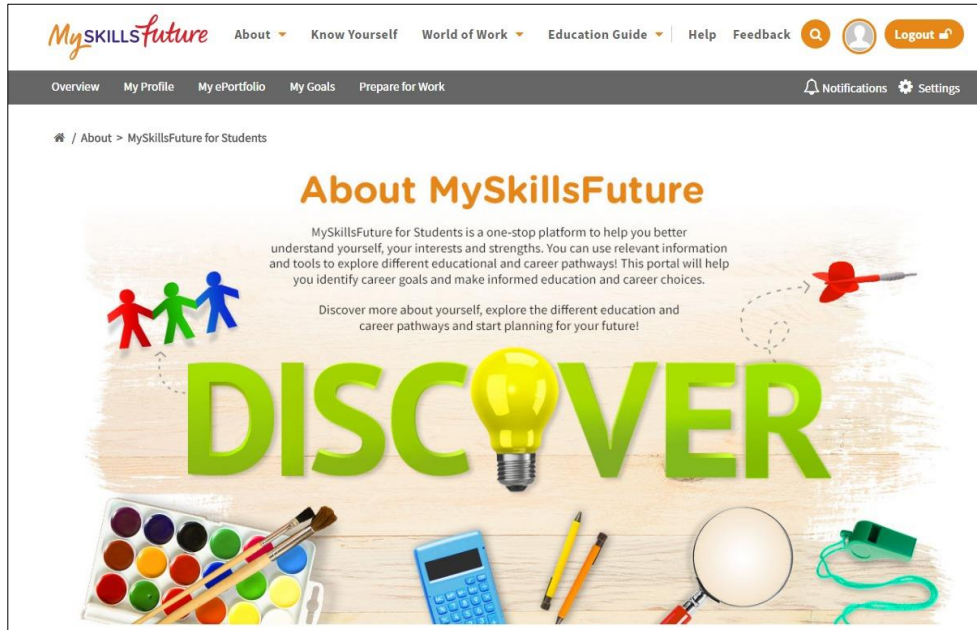 MySKILLSfuture About Know Yourself World of Work Education Guide Help Feedback Logout
Overview My Profile My ePortfolio My Goals Prepare for Work Notifications Settings
/ About > MySkillsFuture for Students
About MySkillsFuture
MySkillsFuture for Students is a one-stop platform to help you better
understand yourself, your interests and strengths. You can use relevant information
and tools to explore different educational and career pathways! This portal will help
you identify career goals and make informed education and career choices.
Discover more about yourself, explore the different education and
career pathways and start planning for your future!
DISCOVER